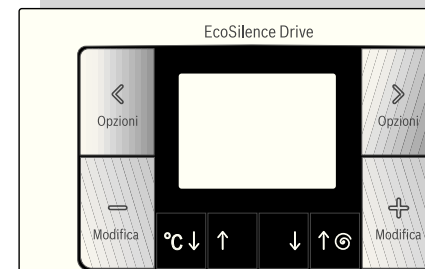 EcoSilence Drive
Opzioni
Opzioni
Modifica
°C ↓ ↑ ↓ ↑
Modifica